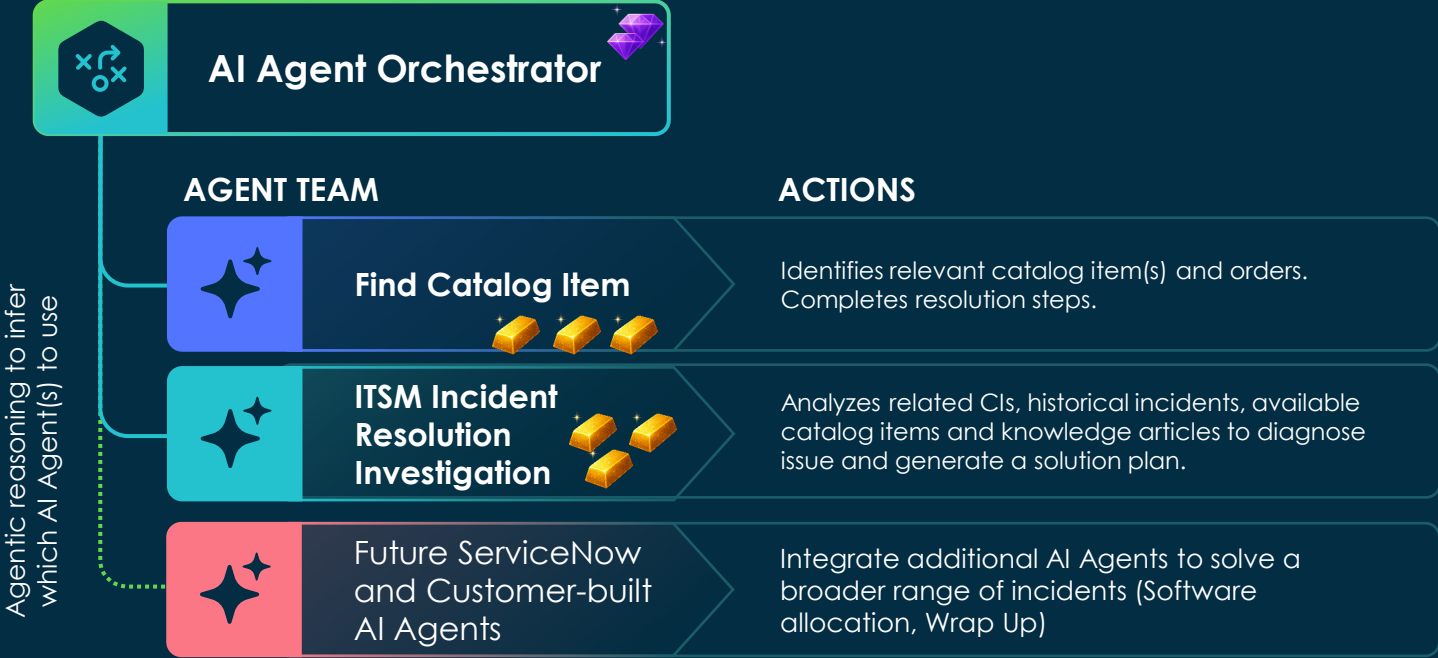 AI Agent Orchestrator
AGENT TEAM
ACTIONS
Agentic reasoning to infer
which AI Agent(s) to use
Find Catalog Item
Identifies relevant catalog item(s) and orders.
Completes resolution steps.
ITSM Incident
Resolution
Investigation
Analyzes related CIs, historical incidents, available
catalog items and knowledge articles to diagnose
issue and generate a solution plan.
Future ServiceNow
and Customer-built
AI Agents
Integrate additional AI Agents to solve a
broader range of incidents (Software
allocation, Wrap Up)